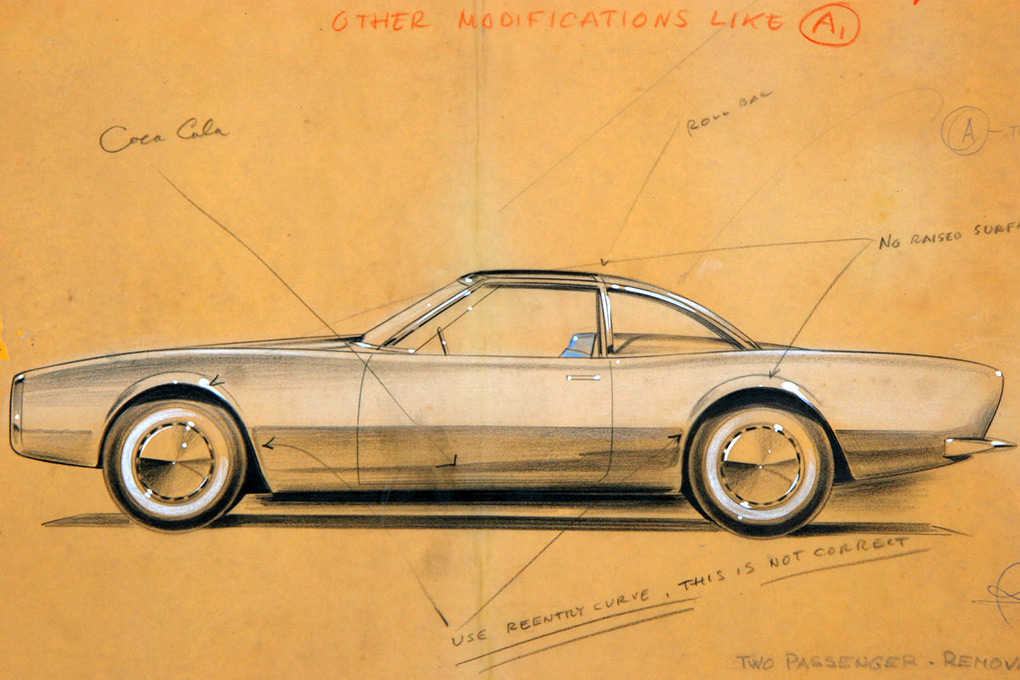 OTHER MODIFICATIONS LIKE A1
Coca Cola
ROLL BAR
A - T
NO RAISED SURF
USE REENTRY CURVE, THIS IS NOT CORRECT
TWO PASSENGER - REMOVA